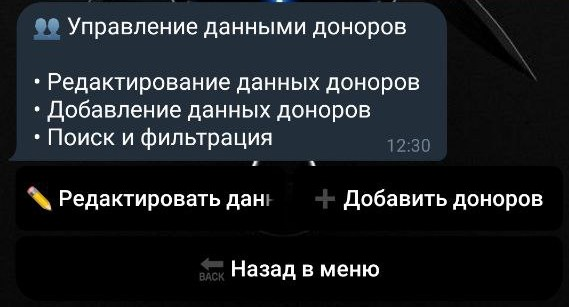 👥 Управление данными доноров
• Редактирование данных доноров
• Добавление данных доноров
• Поиск и фильтрация
12:30
✏️ Редактировать дан
➕ Добавить доноров
BACK Назад в меню